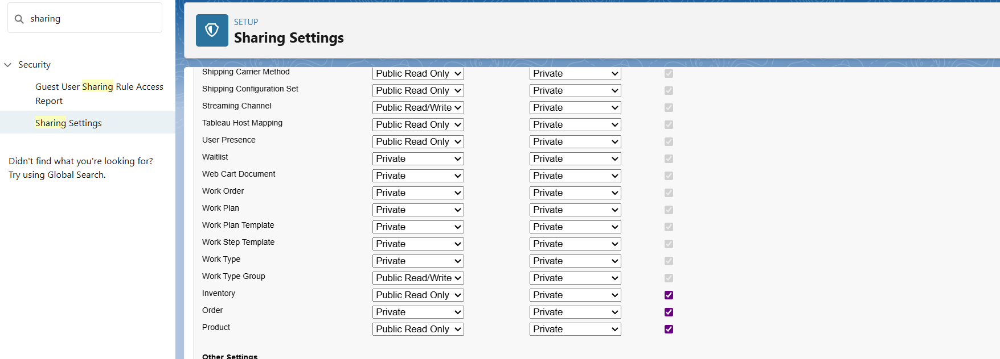 sharing
Security
Guest User Sharing Rule Access
Report
Sharing Settings
Didn't find what you're looking for?
Try using Global Search.
SETUP
Sharing Settings
Shipping Carrier Method Public Read Only Private
Shipping Configuration Set Public Read Only Private
Streaming Channel Public Read/Write Private
Tableau Host Mapping Public Read Only Private
User Presence Public Read Only Private
Waitlist Private Private
Web Cart Document Private Private
Work Order Private Private
Work Plan Private Private
Work Plan Template Private Private
Work Step Template Private Private
Work Type Private Private
Work Type Group Public Read/Write Private
Inventory Public Read Only Private
Order Private Private
Product Public Read Only Private
Other Settings